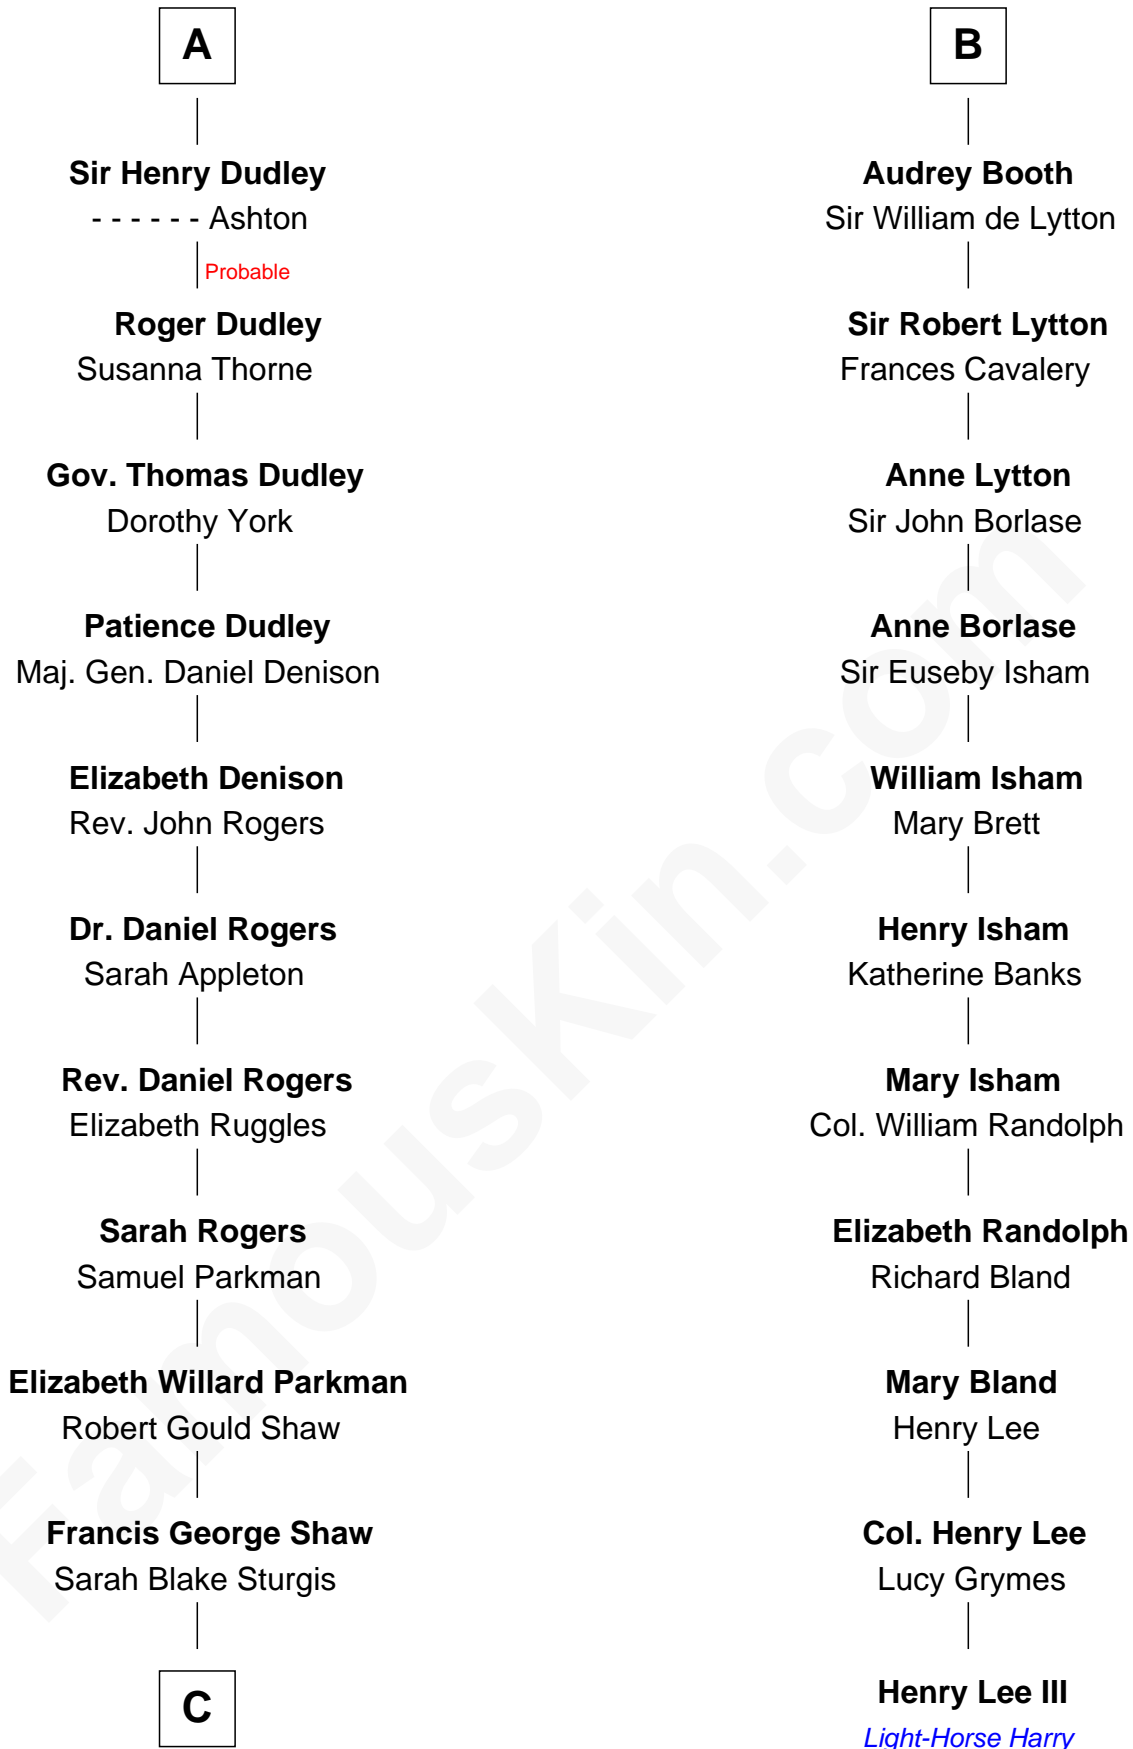 A
Sir Henry Dudley
- - - - - - Ashton
Probable
Roger Dudley
Susanna Thorne
Gov. Thomas Dudley
Dorothy York
Patience Dudley
Maj. Gen. Daniel Denison
Elizabeth Denison
Rev. John Rogers
Dr. Daniel Rogers
Sarah Appleton
Rev. Daniel Rogers
Elizabeth Ruggles
Sarah Rogers
Samuel Parkman
Elizabeth Willard Parkman
Robert Gould Shaw
Francis George Shaw
Sarah Blake Sturgis
C
B
Audrey Booth
Sir William de Lytton
Sir Robert Lytton
Frances Cavalery
Anne Lytton
Sir John Borlase
Anne Borlase
Sir Euseby Isham
William Isham
Mary Brett
Henry Isham
Katherine Banks
Mary Isham
Col. William Randolph
Elizabeth Randolph
Richard Bland
Mary Bland
Henry Lee
Col. Henry Lee
Lucy Grymes
Henry Lee III
Light-Horse Harry
FamousKin.com